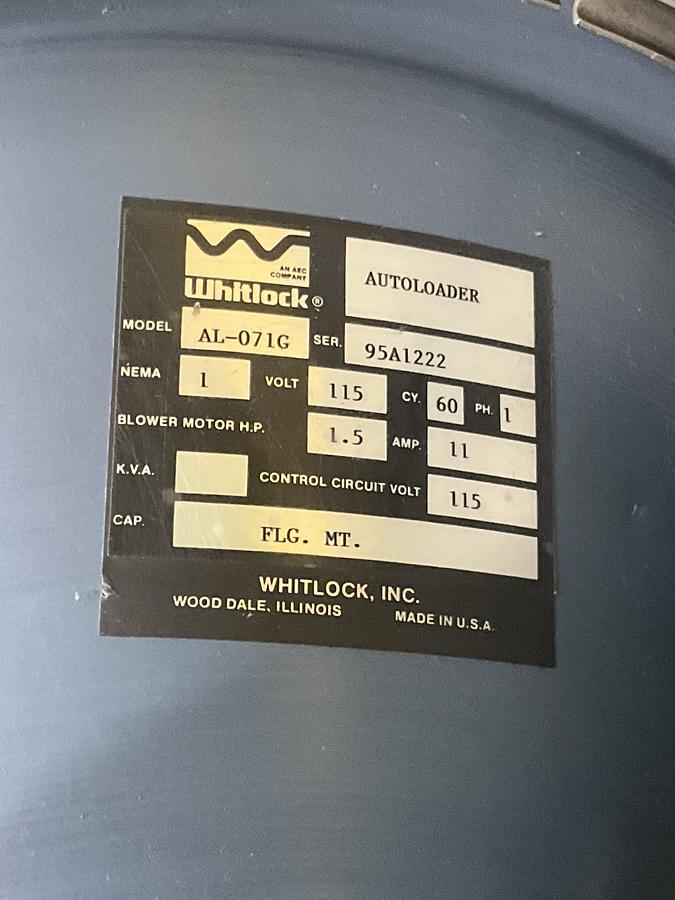 AN AEC
COMPANY
Whitlock®
AUTOLOADER
MODEL AL-071G SER. 95A1222
NEMA 1 VOLT 115 CY. 60 PH. 1
BLOWER MOTOR H.P. 1.5 AMP. 11
K.V.A. CONTROL CIRCUIT VOLT 115
CAP. FLG. MT.
WHITLOCK, INC.
WOOD DALE, ILLINOIS MADE IN U.S.A.